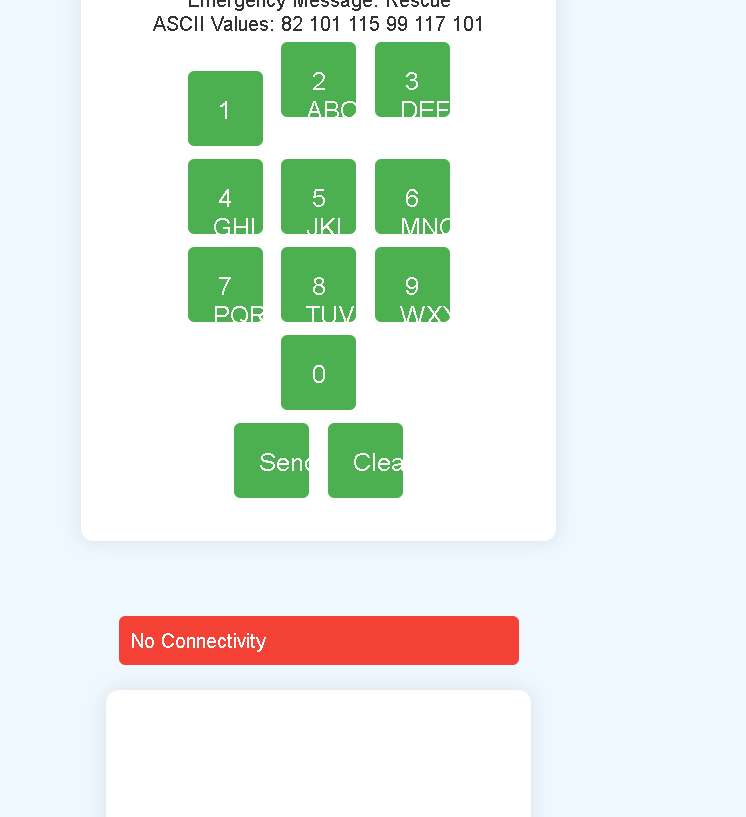 Emergency Message: Rescue
ASCII Values: 82 101 115 99 117 101
1
2
ABC
3
DEF
4
GHI
5
JKL
6
MNO
7
PQR
8
TUV
9
WXY
0
Send
Clea
No Connectivity